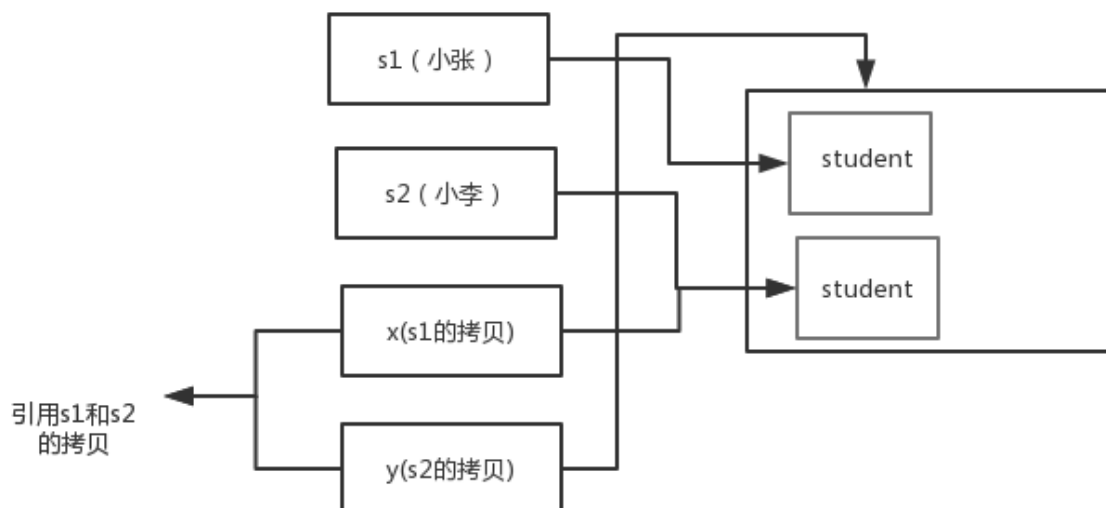 s1（小张）
student
s2（小李）
student
x(s1的拷贝)
引用s1和s2
的拷贝
y(s2的拷贝)